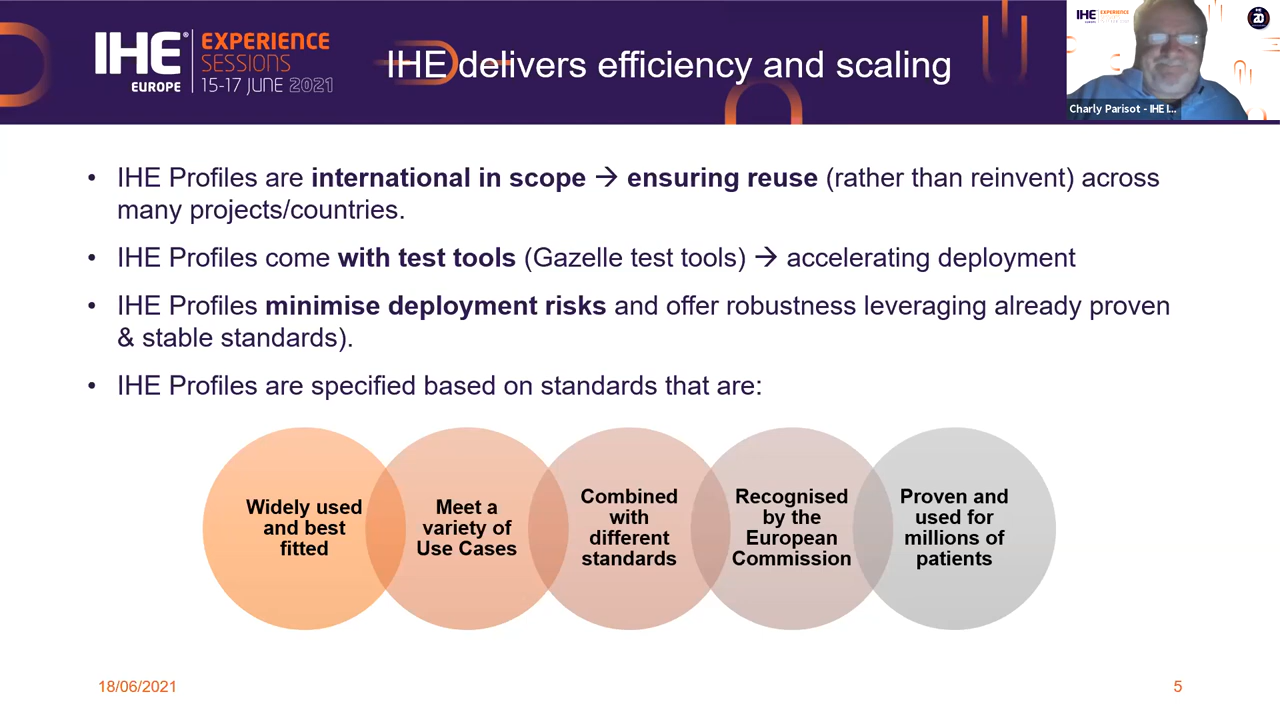 IHE® EXPERIENCE
SESSIONS
EUROPE 15-17 JUNE 2021
IHE delivers efficiency and scaling
IHE EXPERIENCE
Charly Parisot - IHE I...
IHE
20
• IHE Profiles are international in scope → ensuring reuse (rather than reinvent) across
many projects/countries.
• IHE Profiles come with test tools (Gazelle test tools) → accelerating deployment
• IHE Profiles minimise deployment risks and offer robustness leveraging already proven
& stable standards).
• IHE Profiles are specified based on standards that are:
Widely used
and best
fitted
Meet a
variety of
Use Cases
Combined
with
different
standards
Recognised
by the
European
Commission
Proven and
used for
millions of
patients
18/06/2021
5